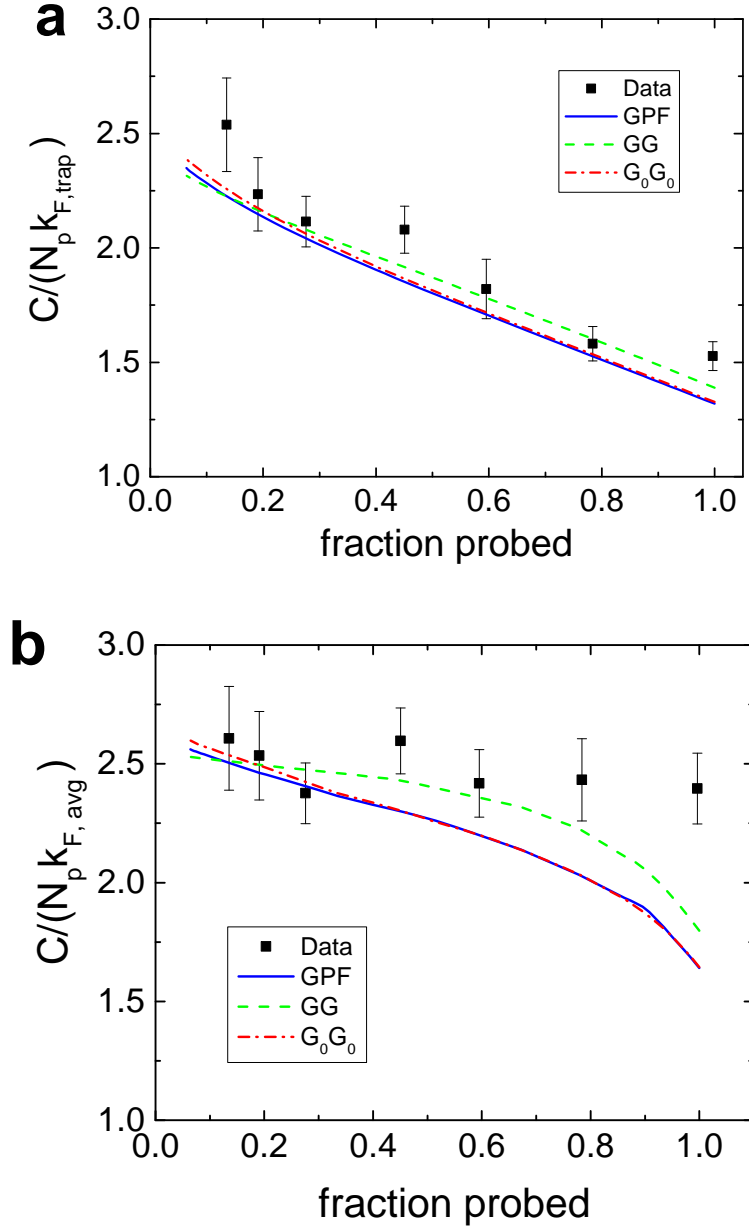 a
3.0
2.5
2.0
1.5
1.0
C/(N_p k_F,trap)
Data
GPF
GG
G₀G₀
0.0 0.2 0.4 0.6 0.8 1.0
fraction probed
b
3.0
2.5
2.0
1.5
1.0
C/(N_p k_F, avg)
Data
GPF
GG
G₀G₀
0.0 0.2 0.4 0.6 0.8 1.0
fraction probed